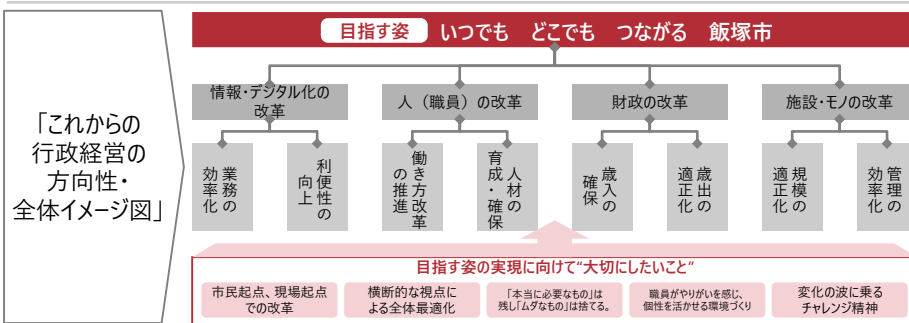 目指す姿 いつでも どこでも つながる 飯塚市
「これからの
行政経営の
方向性・
全体イメージ図」
情報・デジタル化の
改革
人（職員）の改革
財政の改革
施設・モノの改革
業務の
効率化
利便性の
向上
働き方改革
の推進
人材の
育成・確保
歳入の
確保
歳出の
適正化
規模の
適正化
管理の
効率化
目指す姿の実現に向けて“大切にしたいこと”
市民起点、現場起点
での改革
横断的な視点に
よる全体最適化
「本当に必要なもの」は
残し「ムダなもの」は捨てる。
職員がやりがいを感じ、
個性を活かせる環境づくり
変化の波に乗る
チャレンジ精神